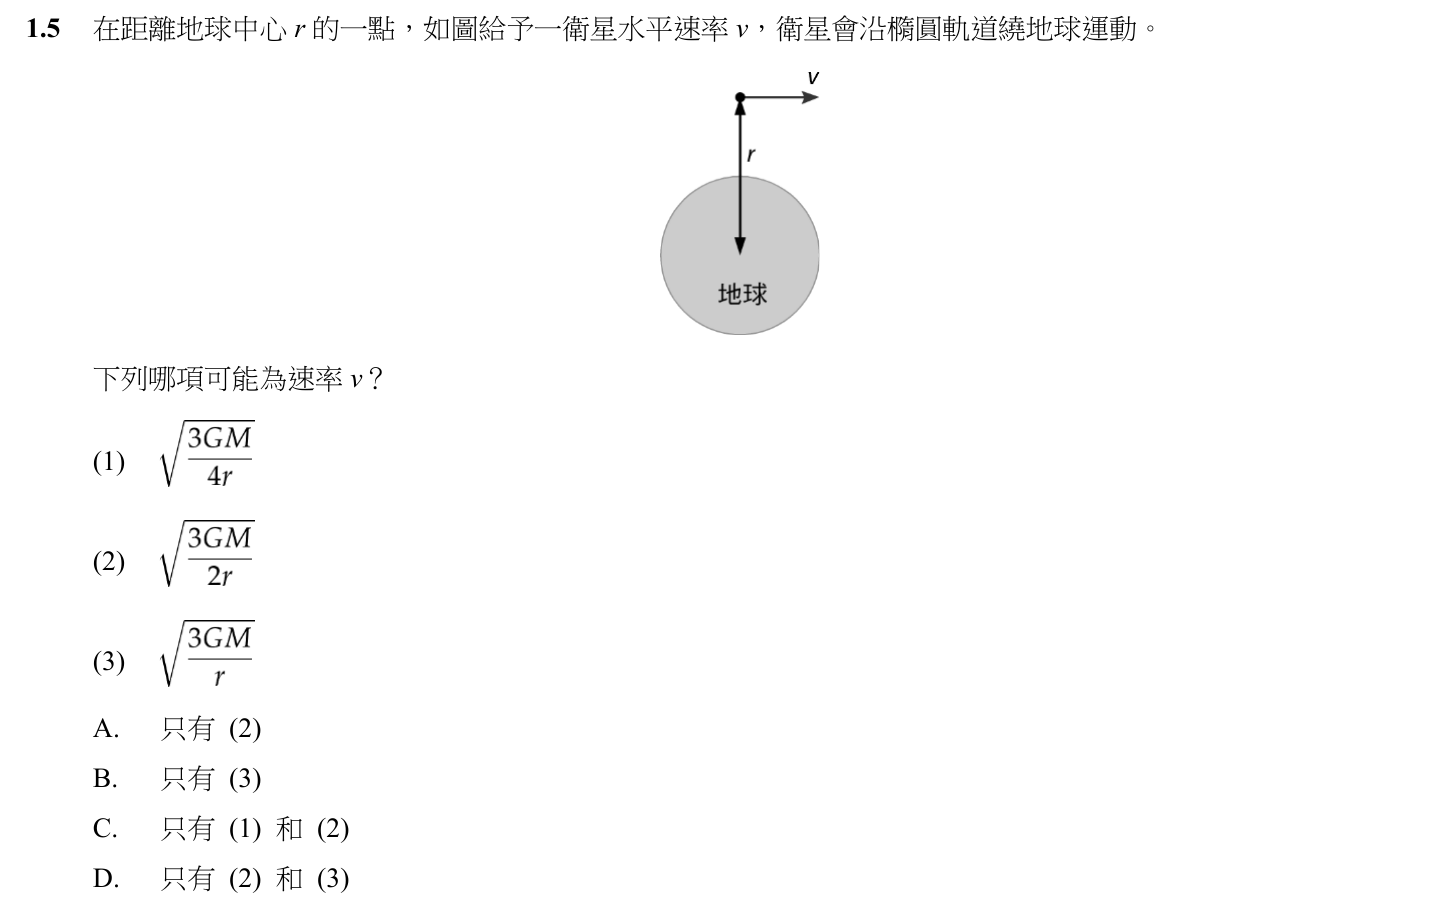 1.5 在距離地球中心 r 的一點，如圖給予一衛星水平速率 v，衛星會沿橢圓軌道繞地球運動。
v
r
地球
下列哪項可能為速率 v？
(1) √(3GM/4r)
(2) √(3GM/2r)
(3) √(3GM/r)
A. 只有 (2)
B. 只有 (3)
C. 只有 (1) 和 (2)
D. 只有 (2) 和 (3)